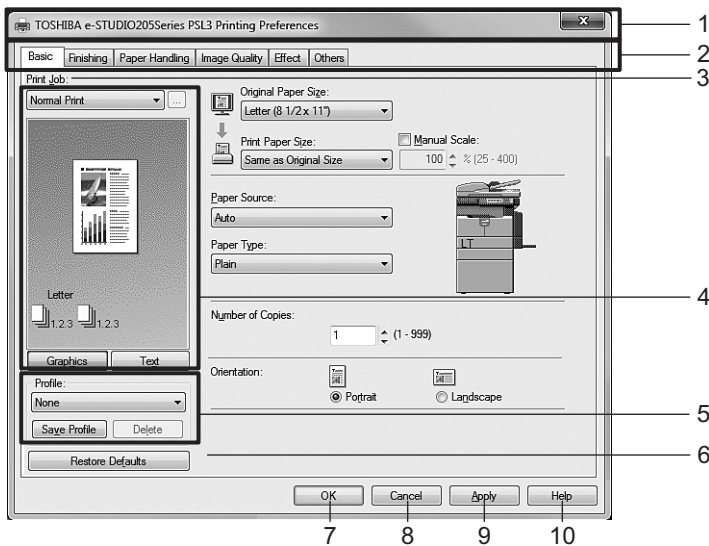 TOSHIBA e-STUDIO205Series PSL3 Printing Preferences
x
1
Basic Finishing Paper Handling Image Quality Effect Others
2
Print Job:
3
Normal Print
...
Original Paper Size:
Letter (8 1/2 x 11")
Print Paper Size:
Same as Original Size
Manual Scale:
100 % (25 - 400)
Paper Source:
Auto
Paper Type:
Plain
LT
Letter
1.2.3 1.2.3
4
Graphics Text
Number of Copies:
1 (1 - 999)
Orientation:
Portrait Landscape
Profile:
None
Save Profile Delete
5
Restore Defaults
6
OK Cancel Apply Help
7 8 9 10